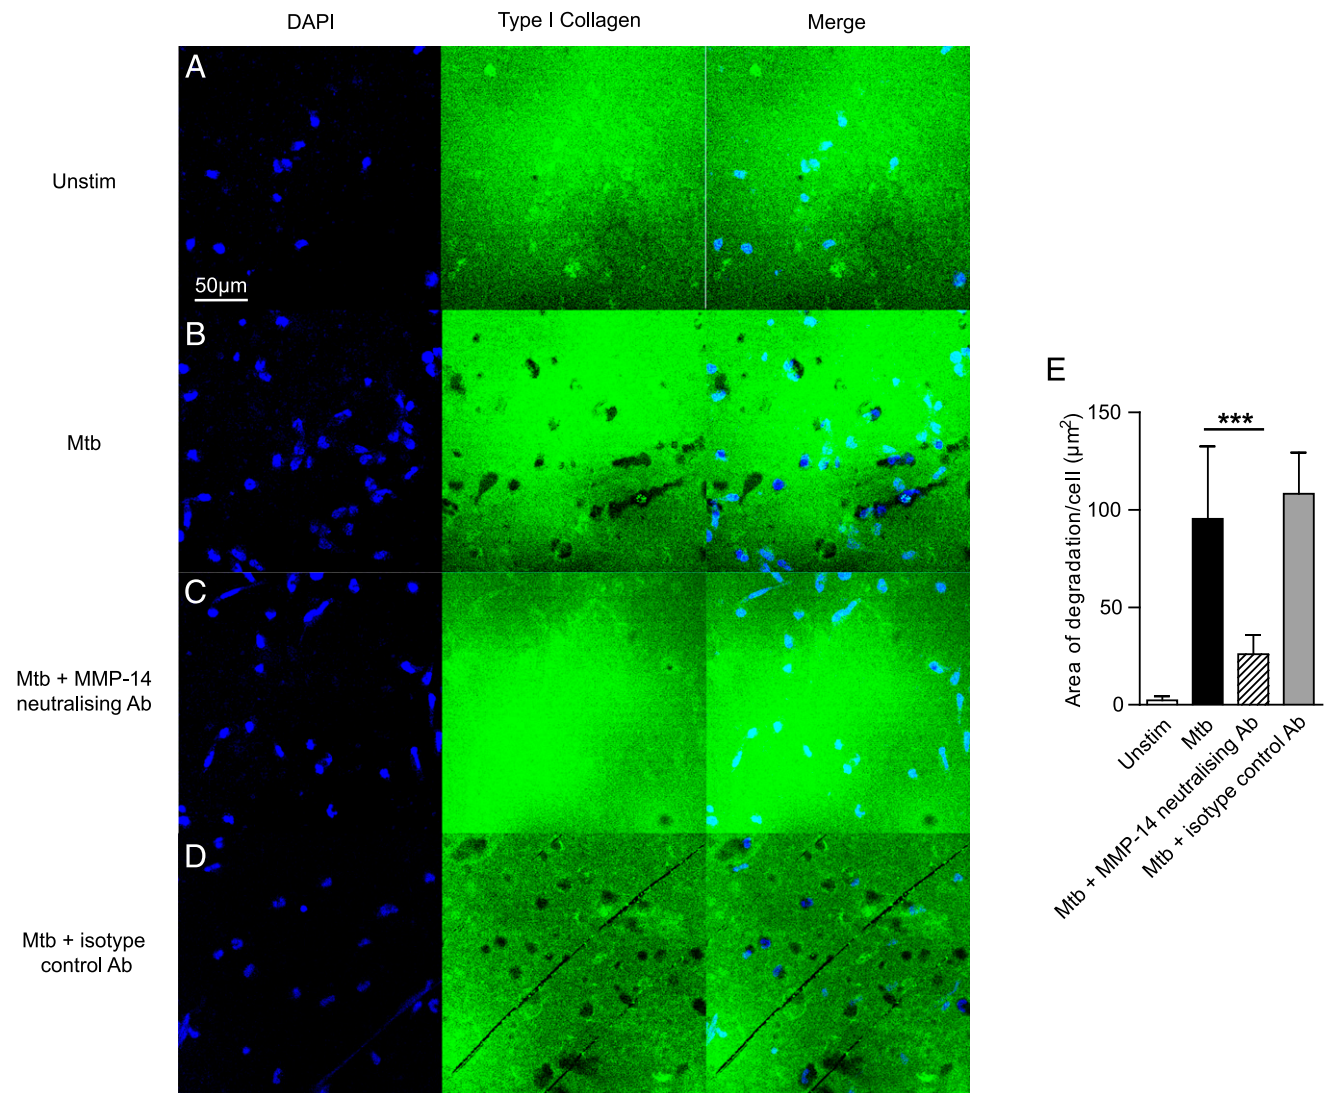 DAPI
Type I Collagen
Merge
A
Unstim
50µm
B
Mtb
C
Mtb + MMP-14
neutralising Ab
D
Mtb + isotype
control Ab
E
Area of degradation/cell (µm²)
150
100
50
0
***
Unstim
Mtb
Mtb + MMP-14 neutralising Ab
Mtb + isotype control Ab